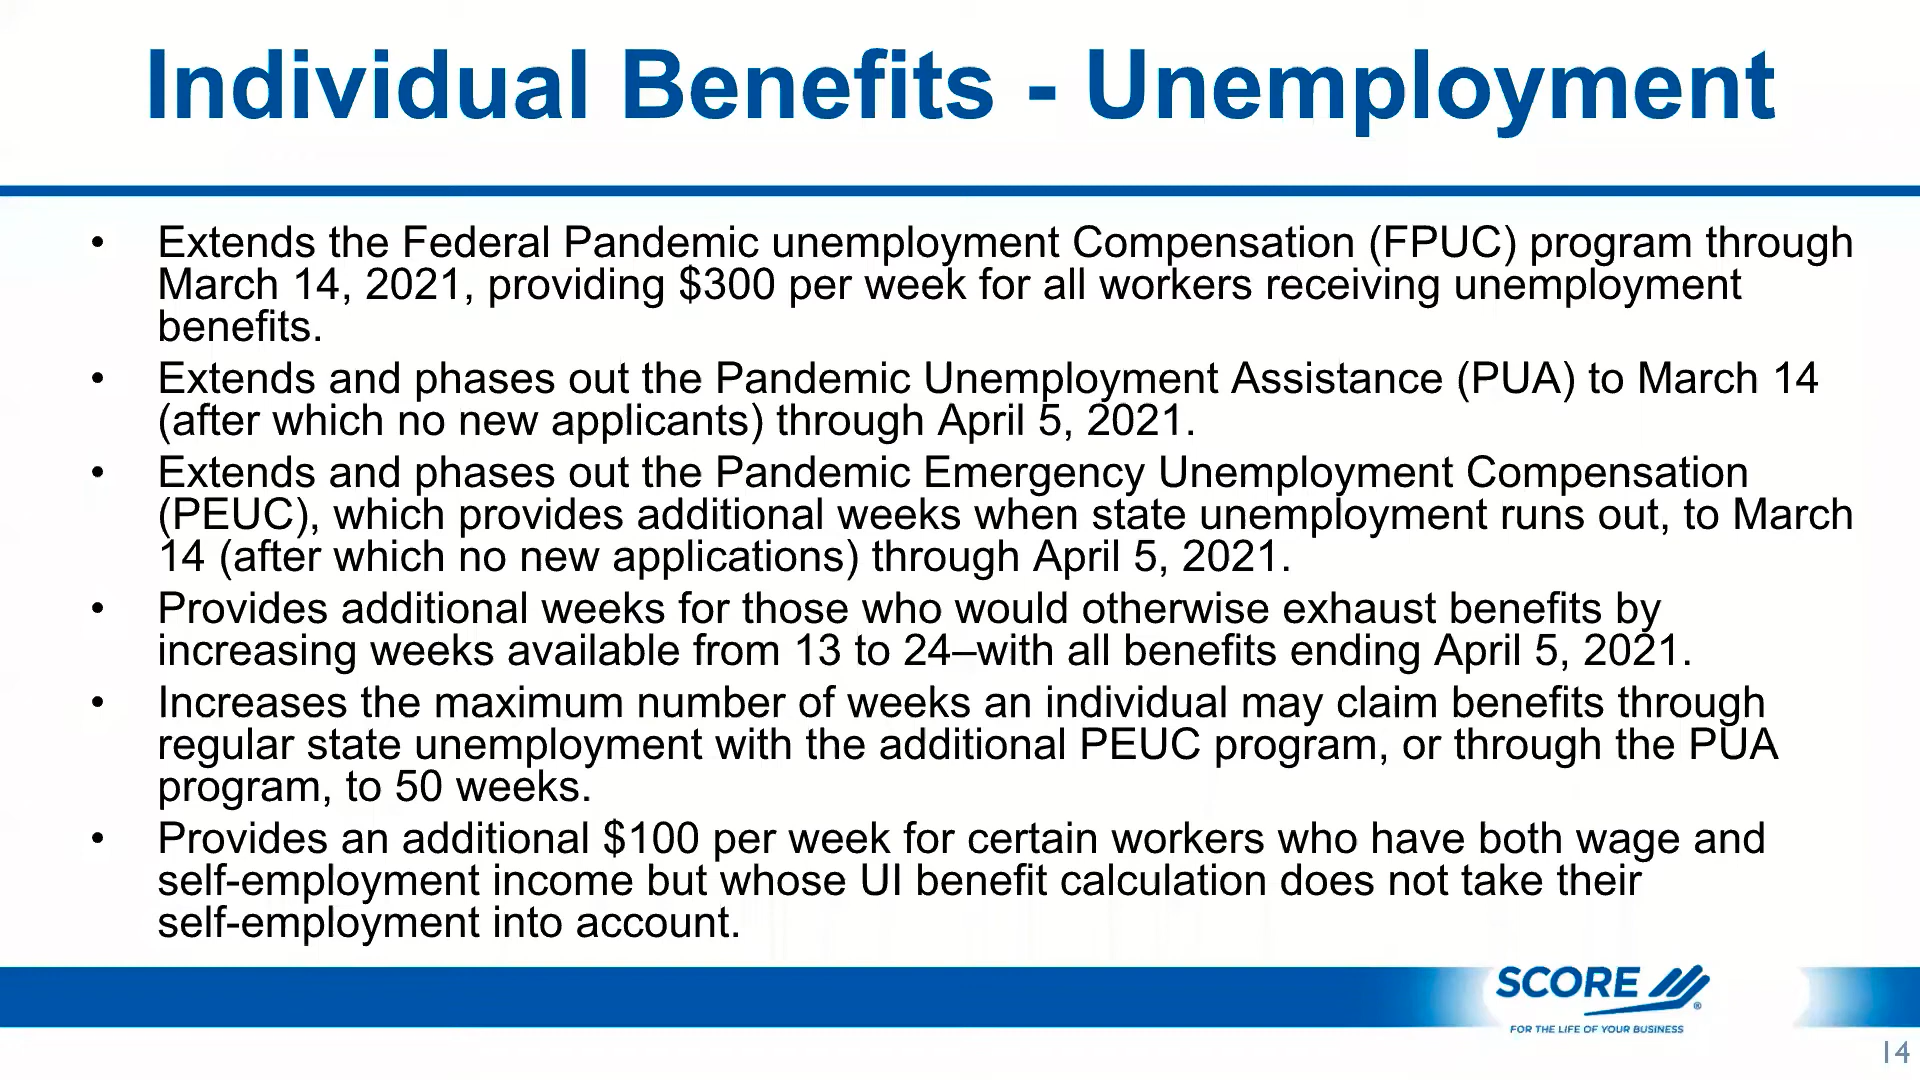 Individual Benefits - Unemployment
• Extends the Federal Pandemic unemployment Compensation (FPUC) program through
March 14, 2021, providing $300 per week for all workers receiving unemployment
benefits.
• Extends and phases out the Pandemic Unemployment Assistance (PUA) to March 14
(after which no new applicants) through April 5, 2021.
• Extends and phases out the Pandemic Emergency Unemployment Compensation
(PEUC), which provides additional weeks when state unemployment runs out, to March
14 (after which no new applications) through April 5, 2021.
• Provides additional weeks for those who would otherwise exhaust benefits by
increasing weeks available from 13 to 24–with all benefits ending April 5, 2021.
• Increases the maximum number of weeks an individual may claim benefits through
regular state unemployment with the additional PEUC program, or through the PUA
program, to 50 weeks.
• Provides an additional $100 per week for certain workers who have both wage and
self-employment income but whose UI benefit calculation does not take their
self-employment into account.
SCORE ®
FOR THE LIFE OF YOUR BUSINESS
14